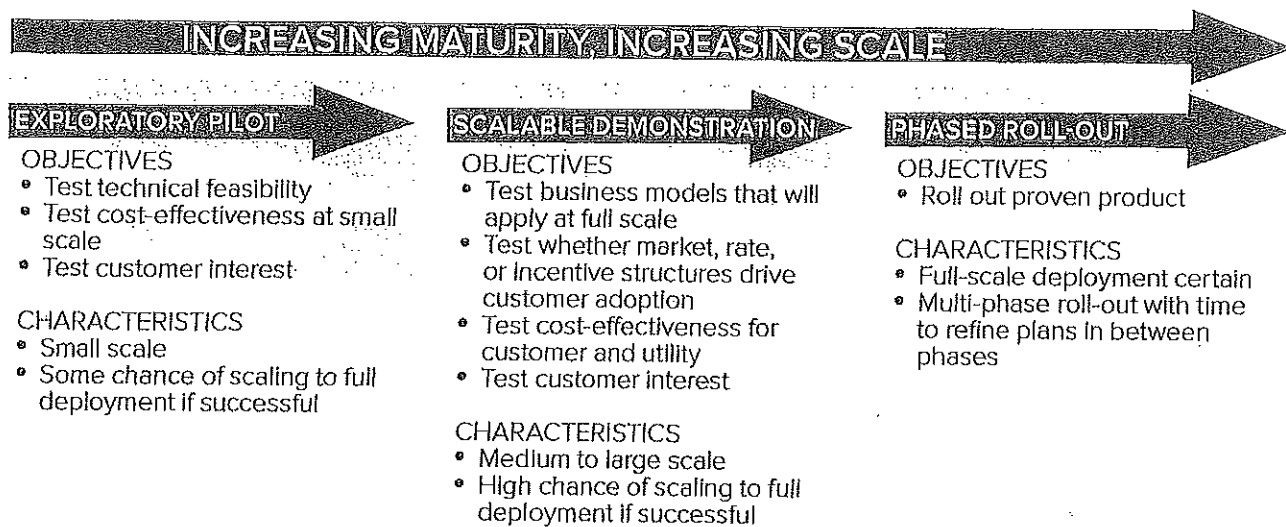 INCREASING MATURITY, INCREASING SCALE
EXPLORATORY PILOT
OBJECTIVES
• Test technical feasibility
• Test cost-effectiveness at small
scale
• Test customer interest
CHARACTERISTICS
• Small scale
• Some chance of scaling to full
deployment if successful
SCALABLE DEMONSTRATION
OBJECTIVES
• Test business models that will
apply at full scale
• Test whether market, rate,
or incentive structures drive
customer adoption
• Test cost-effectiveness for
customer and utility
• Test customer interest
CHARACTERISTICS
• Medium to large scale
• High chance of scaling to full
deployment if successful
PHASED ROLL-OUT
OBJECTIVES
• Roll out proven product
CHARACTERISTICS
• Full-scale deployment certain
• Multi-phase roll-out with time
to refine plans in between
phases